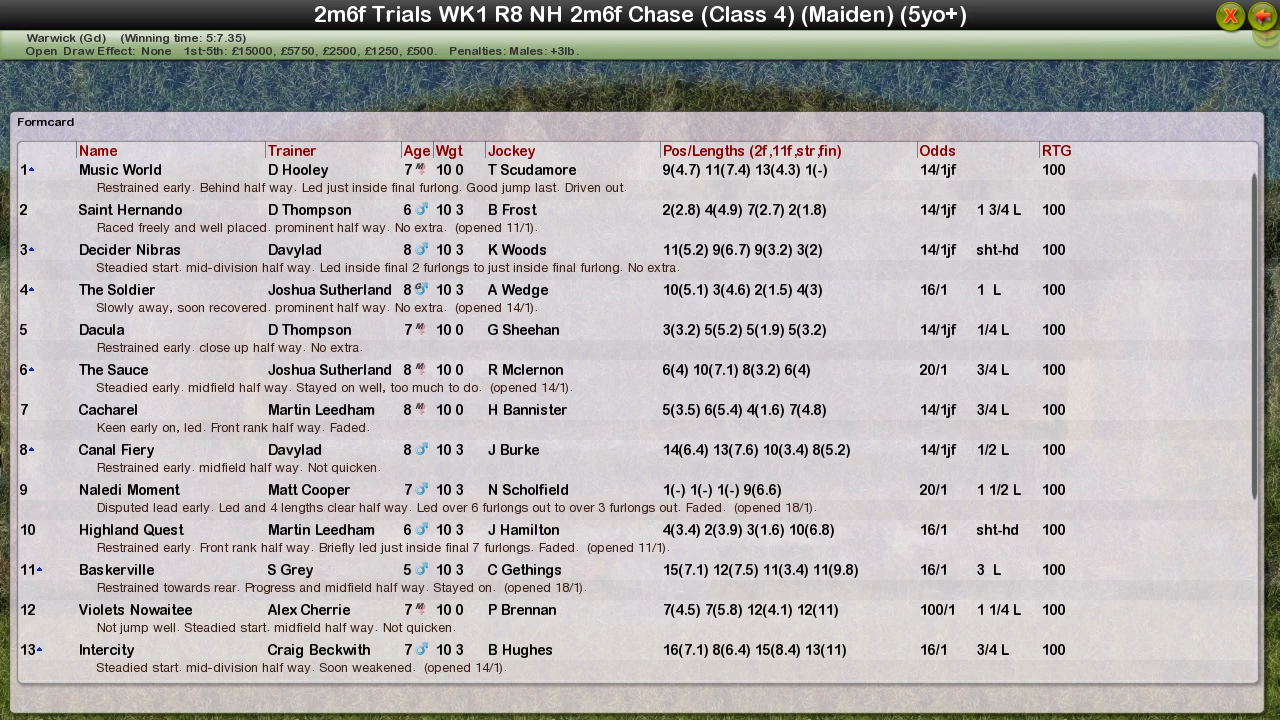 2m6f Trials WK1 R8 NH 2m6f Chase (Class 4) (Maiden) (5yo+)
Warwick (Gd) (Winning time: 5:7.35)
Open Draw Effect: None 1st-5th: £15000, £5750, £2500, £1250, £500. Penalties: Males: +3lb.
Formcard
Name Trainer Age Wgt Jockey Pos/Lengths (2f,11f,str,fin) Odds RTG
1 Music World D Hooley 7 10 0 T Scudamore 9(4.7) 11(7.4) 13(4.3) 1(-) 14/1jf 100
Restrained early. Behind half way. Led just inside final furlong. Good jump last. Driven out.
2 Saint Hernando D Thompson 6 10 3 B Frost 2(2.8) 4(4.9) 7(2.7) 2(1.8) 14/1jf 1 3/4 L 100
Raced freely and well placed. prominent half way. No extra. (opened 11/1).
3 Decider Nibras Davylad 8 10 3 K Woods 11(5.2) 9(6.7) 9(3.2) 3(2) 14/1jf sht-hd 100
Steadied start. mid-division half way. Led inside final 2 furlongs to just inside final furlong. No extra.
4 The Soldier Joshua Sutherland 8 10 3 A Wedge 10(5.1) 3(4.6) 2(1.5) 4(3) 16/1 1 L 100
Slowly away, soon recovered. prominent half way. No extra. (opened 14/1).
5 Dacula D Thompson 7 10 0 G Sheehan 3(3.2) 5(5.2) 5(1.9) 5(3.2) 14/1jf 1/4 L 100
Restrained early. close up half way. No extra.
6 The Sauce Joshua Sutherland 8 10 0 R Mclernon 6(4) 10(7.1) 8(3.2) 6(4) 20/1 3/4 L 100
Steadied early. midfield half way. Stayed on well, too much to do. (opened 14/1).
7 Cacharel Martin Leedham 8 10 0 H Bannister 5(3.5) 6(5.4) 4(1.6) 7(4.8) 14/1jf 3/4 L 100
Keen early on, led. Front rank half way. Faded.
8 Canal Fiery Davylad 8 10 3 J Burke 14(6.4) 13(7.6) 10(3.4) 8(5.2) 14/1jf 1/2 L 100
Restrained early. midfield half way. Not quicken.
9 Naledi Moment Matt Cooper 7 10 3 N Scholfield 1(-) 1(-) 1(-) 9(6.6) 20/1 1 1/2 L 100
Disputed lead early. Led and 4 lengths clear half way. Led over 6 furlongs out to over 3 furlongs out. Faded. (opened 18/1).
10 Highland Quest Martin Leedham 6 10 3 J Hamilton 4(3.4) 2(3.9) 3(1.6) 10(6.8) 16/1 sht-hd 100
Restrained early. Front rank half way. Briefly led just inside final 7 furlongs. Faded. (opened 11/1).
11 Baskerville S Grey 5 10 3 C Gethings 15(7.1) 12(7.5) 11(3.4) 11(9.8) 16/1 3 L 100
Restrained towards rear. Progress and midfield half way. Stayed on. (opened 18/1).
12 Violets Nowaitee Alex Cherrie 7 10 0 P Brennan 7(4.5) 7(5.8) 12(4.1) 12(11) 100/1 1 1/4 L 100
Not jump well. Steadied start. midfield half way. Not quicken.
13 Intercity Craig Beckwith 7 10 3 B Hughes 16(7.1) 8(6.4) 15(8.4) 13(11) 16/1 3/4 L 100
Steadied start. mid-division half way. Soon weakened. (opened 14/1).